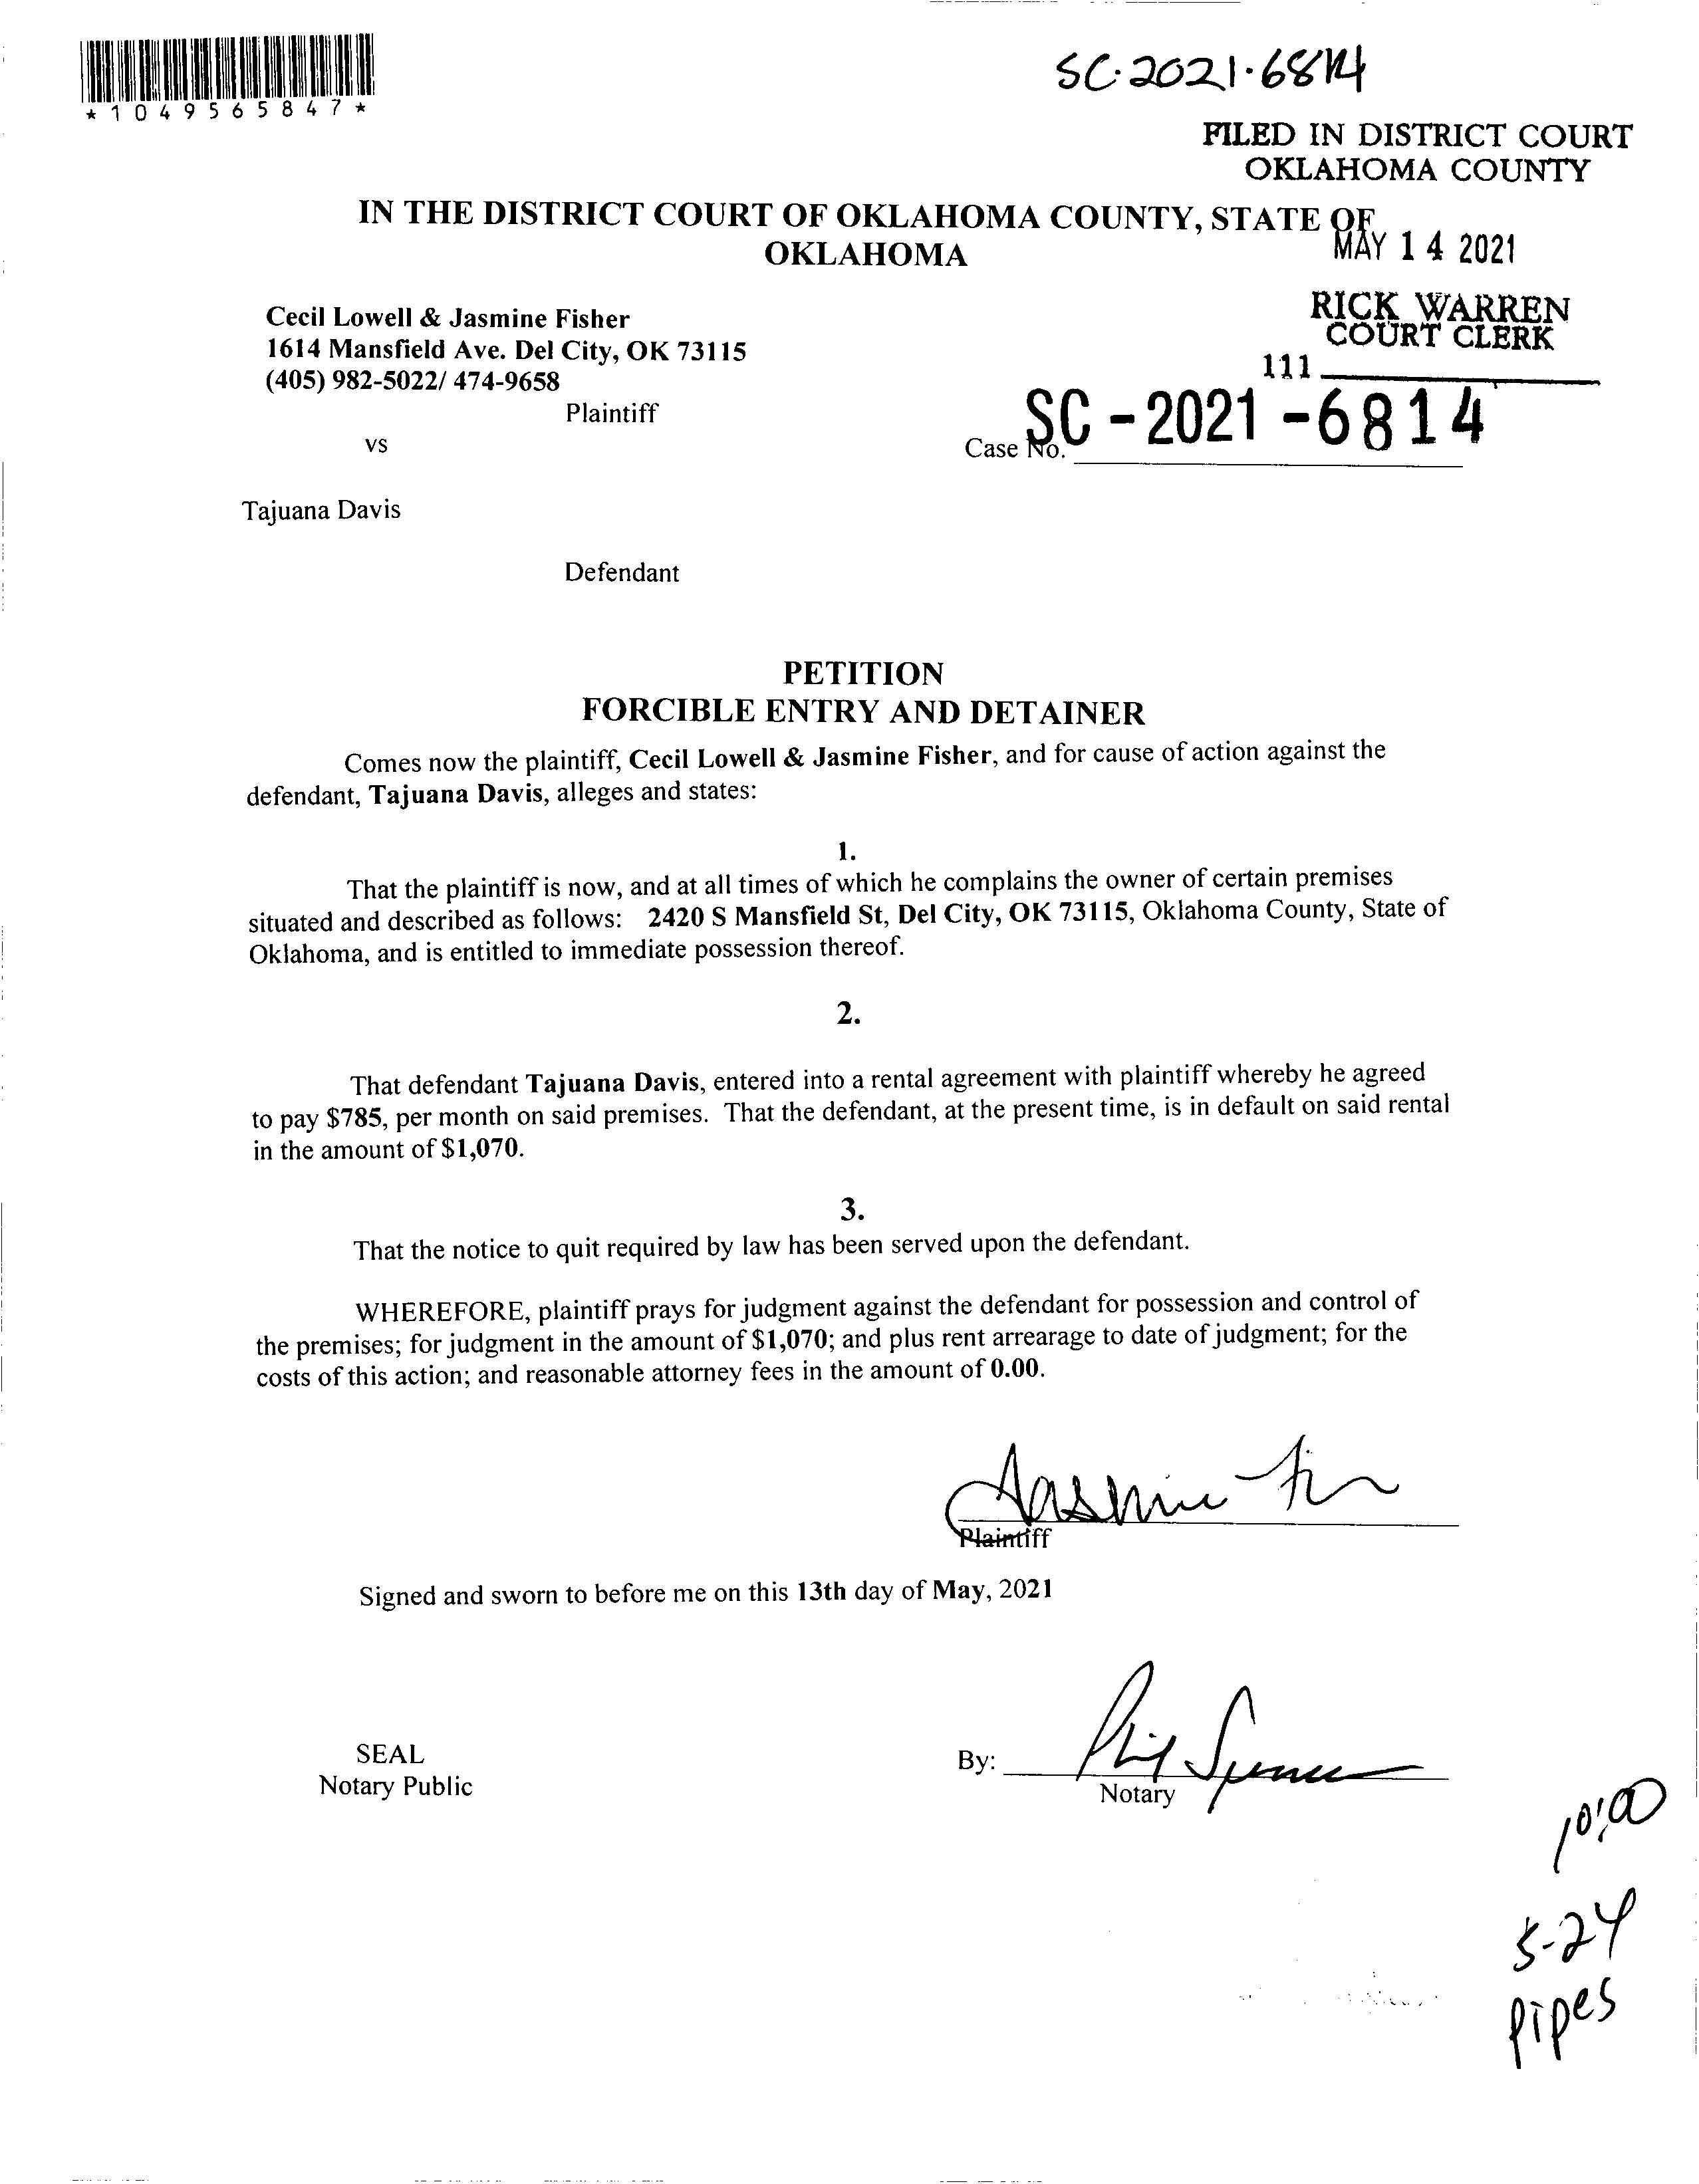 SC-2021-6814
*1049565847*
FILED IN DISTRICT COURT
OKLAHOMA COUNTY
IN THE DISTRICT COURT OF OKLAHOMA COUNTY, STATE OF
OKLAHOMA
MAY 14 2021
Cecil Lowell & Jasmine Fisher
1614 Mansfield Ave. Del City, OK 73115
(405) 982-5022/ 474-9658
Plaintiff
RICK WARREN
COURT CLERK
111
vs
Case No. SC-2021-6814
Tajuana Davis
Defendant
PETITION
FORCIBLE ENTRY AND DETAINER
Comes now the plaintiff, Cecil Lowell & Jasmine Fisher, and for cause of action against the
defendant, Tajuana Davis, alleges and states:
1.
That the plaintiff is now, and at all times of which he complains the owner of certain premises
situated and described as follows: 2420 S Mansfield St, Del City, OK 73115, Oklahoma County, State of
Oklahoma, and is entitled to immediate possession thereof.
2.
That defendant Tajuana Davis, entered into a rental agreement with plaintiff whereby he agreed
to pay $785, per month on said premises. That the defendant, at the present time, is in default on said rental
in the amount of $1,070.
3.
That the notice to quit required by law has been served upon the defendant.
WHEREFORE, plaintiff prays for judgment against the defendant for possession and control of
the premises; for judgment in the amount of $1,070; and plus rent arrearage to date of judgment; for the
costs of this action; and reasonable attorney fees in the amount of 0.00.
Jasmine
Plaintiff
Signed and sworn to before me on this 13th day of May, 2021
SEAL
Notary Public
By:
Notary
10:00
5-24
Pipes